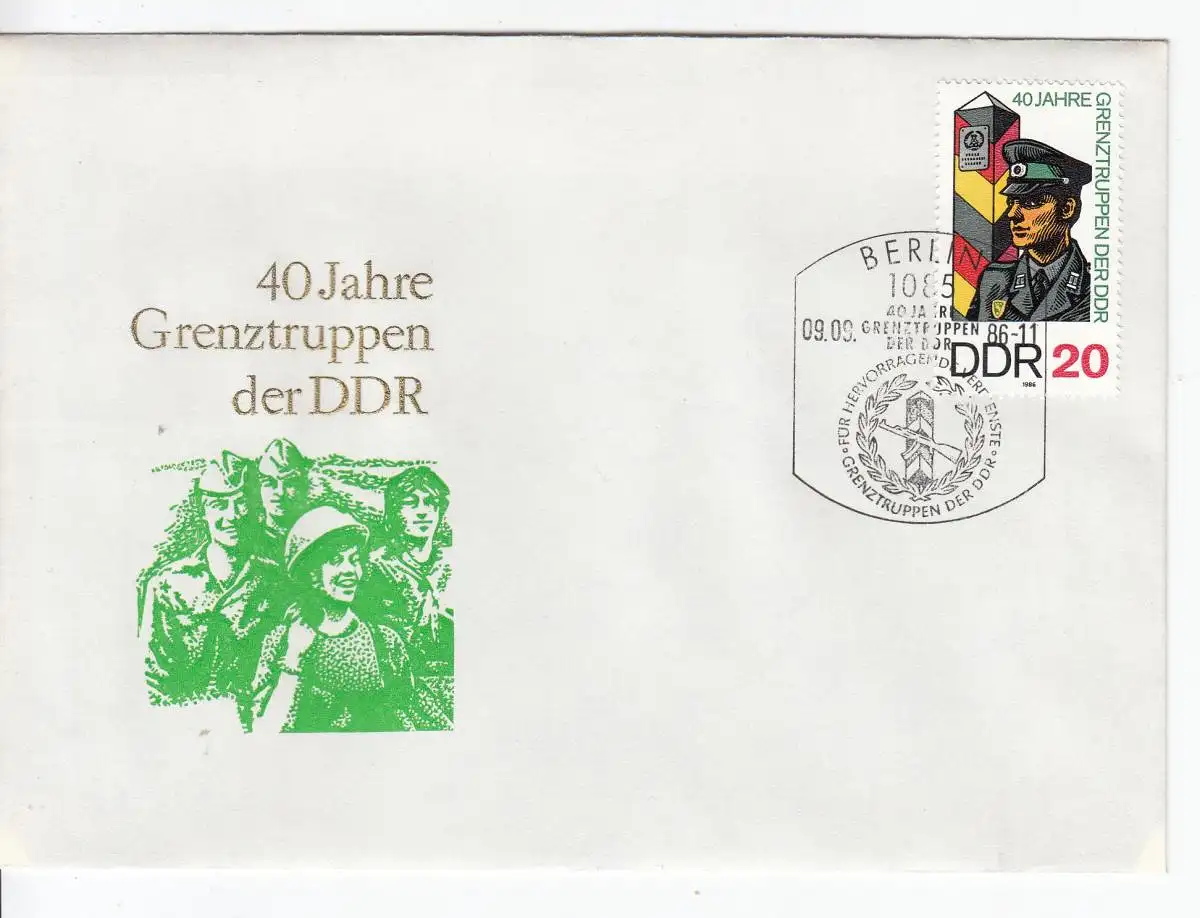 40 Jahre
Grenztruppen
der DDR
40 JAHRE GRENZTRUPPEN DER DDR
DDR 20
1986
BERLIN
1085
40 JAHRE
09.09. GRENZTRUPPEN 86-11
DER DDR
FÜR HERVORRAGENDE VERDIENSTE
GRENZTRUPPEN DER DDR